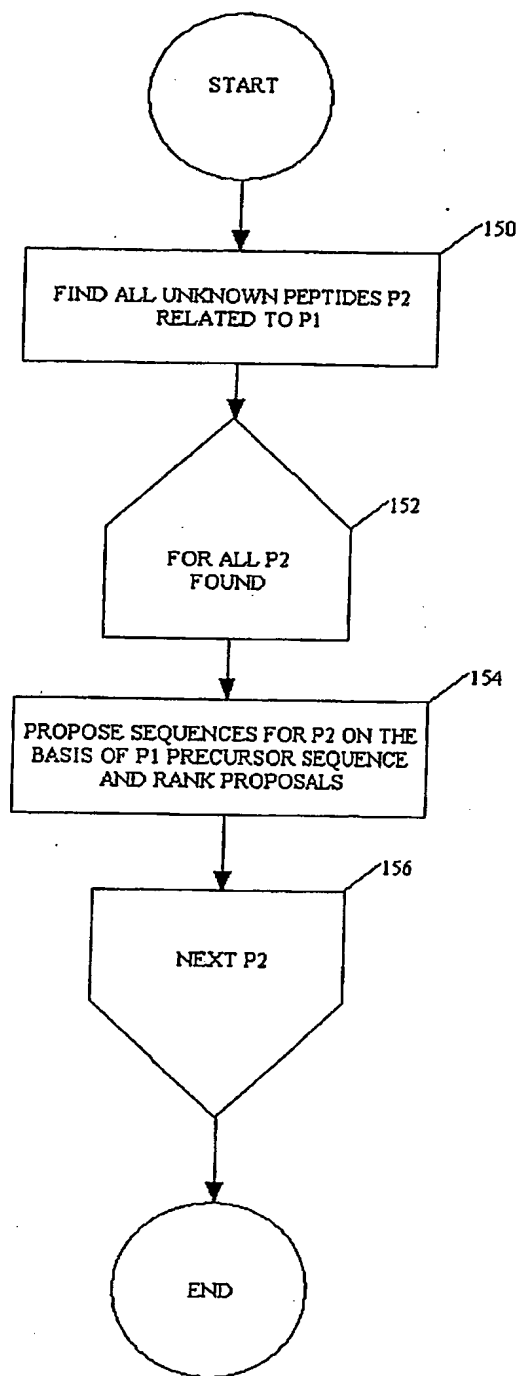 START
150
FIND ALL UNKNOWN PEPTIDES P2
RELATED TO P1
152
FOR ALL P2
FOUND
154
PROPOSE SEQUENCES FOR P2 ON THE
BASIS OF P1 PRECURSOR SEQUENCE
AND RANK PROPOSALS
156
NEXT P2
END